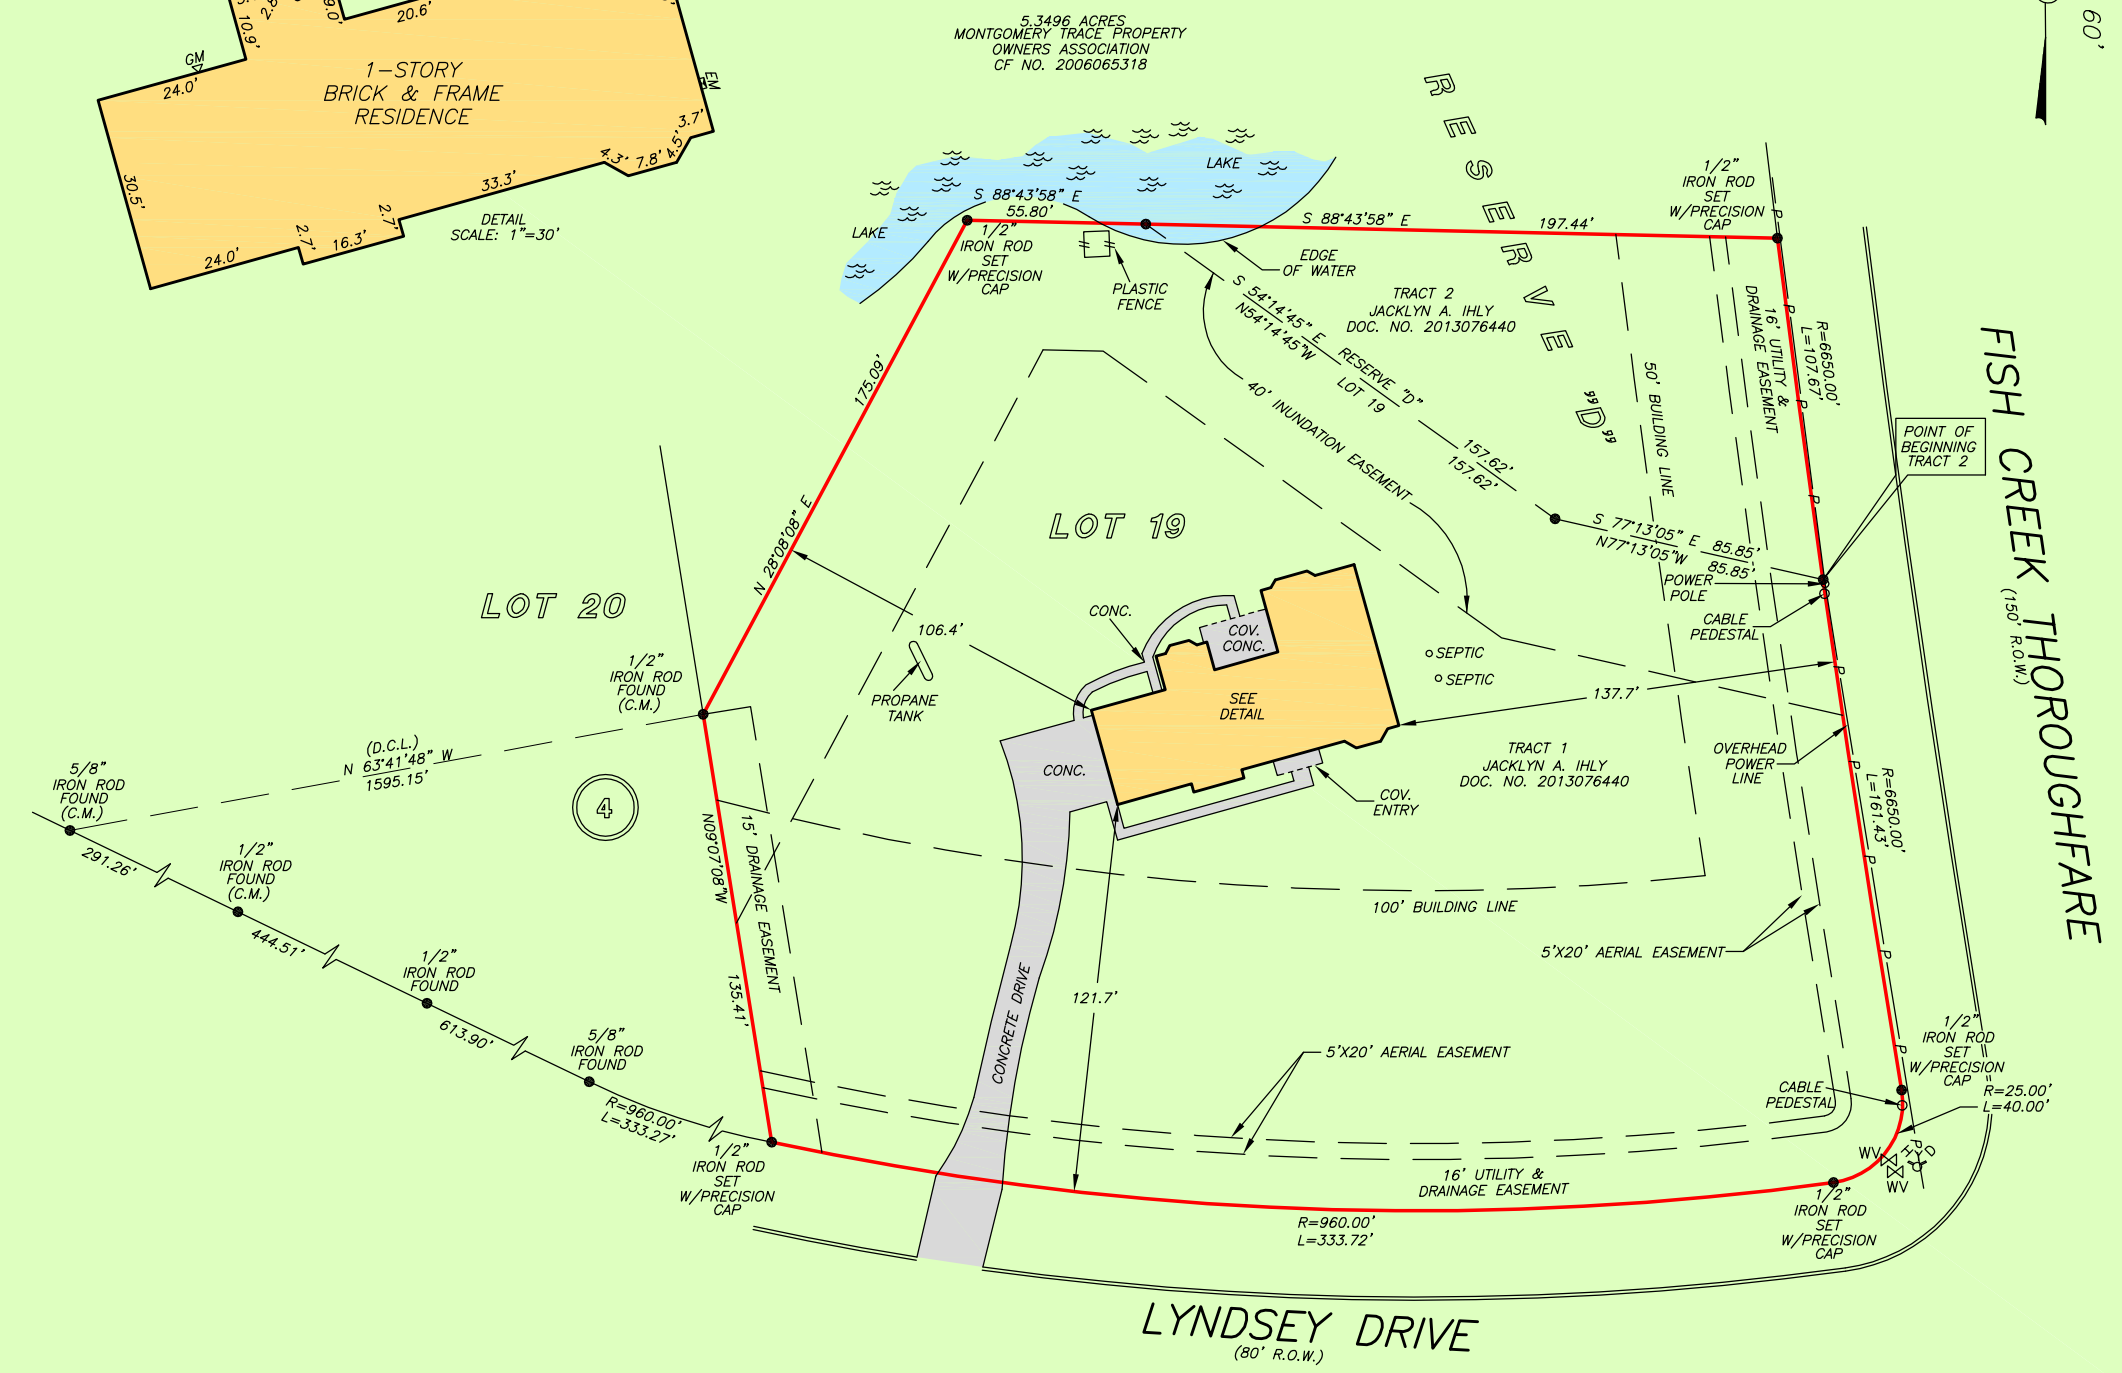 5.3496 ACRES
MONTGOMERY TRACE PROPERTY
OWNERS ASSOCIATION
CF NO. 2006065318
60'
10.9'
2.8'
9.0'
20.6'
GM
24.0'
1-STORY
BRICK & FRAME
RESIDENCE
EM
3.7'
4.5'
7.8'
4.3'
33.3'
30.5'
2.7'
16.3'
2.7'
24.0'
DETAIL
SCALE: 1"=30'
RESERVE "D"
LAKE
LAKE
S 88°43'58" E
55.80'
S 88°43'58" E
197.44'
1/2"
IRON ROD
SET
W/PRECISION
CAP
1/2"
IRON ROD
SET
W/PRECISION
CAP
EDGE
OF WATER
PLASTIC
FENCE
TRACT 2
JACKLYN A. IHLY
DOC. NO. 2013076440
S 54°14'45" E
N54°14'45"W
RESERVE "D"
LOT 19
157.62'
157.62'
40' INUNDATION EASEMENT
50' BUILDING LINE
16' UTILITY &
DRAINAGE EASEMENT
R=6650.00'
L=107.67'
P
P
P
P
P
P
P
P
P
P
POINT OF
BEGINNING
TRACT 2
FISH CREEK THOROUGHFARE
(150' R.O.W.)
S 77°13'05" E
N77°13'05"W
85.85'
85.85'
POWER
POLE
CABLE
PEDESTAL
175.09'
N 28°08'08" E
LOT 19
LOT 20
106.4'
PROPANE
TANK
CONC.
COV.
CONC.
SEE
DETAIL
SEPTIC
SEPTIC
137.7'
TRACT 1
JACKLYN A. IHLY
DOC. NO. 2013076440
OVERHEAD
POWER
LINE
R=6650.00'
L=161.43'
CONC.
COV.
ENTRY
1/2"
IRON ROD
FOUND
(C.M.)
(D.C.L.)
N 63°41'48" W
1595.15'
5/8"
IRON ROD
FOUND
(C.M.)
4
291.26'
1/2"
IRON ROD
FOUND
(C.M.)
444.51'
1/2"
IRON ROD
FOUND
613.90'
5/8"
IRON ROD
FOUND
R=960.00'
L=333.27'
1/2"
IRON ROD
SET
W/PRECISION
CAP
N09°07'08"W
135.41'
15' DRAINAGE EASEMENT
100' BUILDING LINE
5'X20' AERIAL EASEMENT
121.7'
CONCRETE DRIVE
5'X20' AERIAL EASEMENT
1/2"
IRON ROD
SET
W/PRECISION
CAP
CABLE
PEDESTAL
R=25.00'
L=40.00'
WV
HYD
PP
WV
16' UTILITY &
DRAINAGE EASEMENT
R=960.00'
L=333.72'
1/2"
IRON ROD
SET
W/PRECISION
CAP
LYNDSEY DRIVE
(80' R.O.W.)